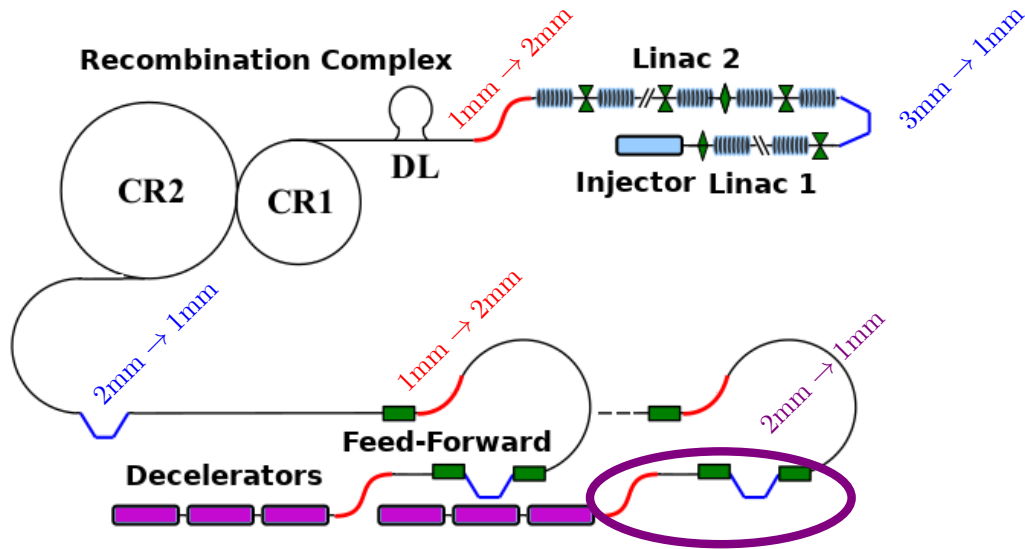 Recombination Complex
1mm → 2mm
Linac 2
3mm → 1mm
DL
Injector
Linac 1
CR2
CR1
2mm → 1mm
1mm → 2mm
2mm → 1mm
Feed-Forward
Decelerators